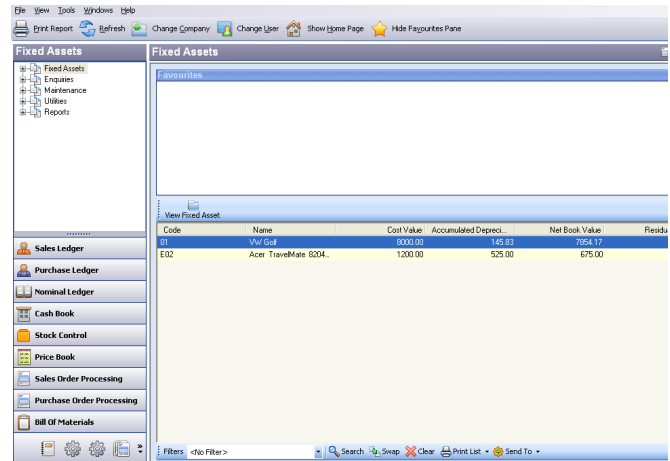 File View Tools Windows Help
Print Report Refresh Change Company Change User Show Home Page Hide Favourites Pane
Fixed Assets
Fixed Assets
Enquiries
Maintenance
Utilities
Reports
Sales Ledger
Purchase Ledger
Nominal Ledger
Cash Book
Stock Control
Price Book
Sales Order Processing
Purchase Order Processing
Bill Of Materials
Fixed Assets
Favourites
View Fixed Asset
Code Name Cost Value Accumulated Depreci... Net Book Value Residu
01 VW Golf 8000.00 145.83 7854.17
E02 Acer TravelMate 8204... 1200.00 525.00 675.00
Filters <No Filter> Search Swap Clear Print List Send To